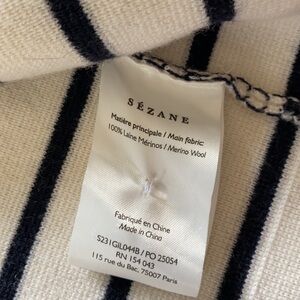 SÉZANE
Matière principale / Main fabric:
100% Laine Mérinos / Merino Wool
Fabriqué en Chine
Made in China
S23 | GIL044B / PO 25054
RN 154 043
115 rue du Bac, 75007 Paris